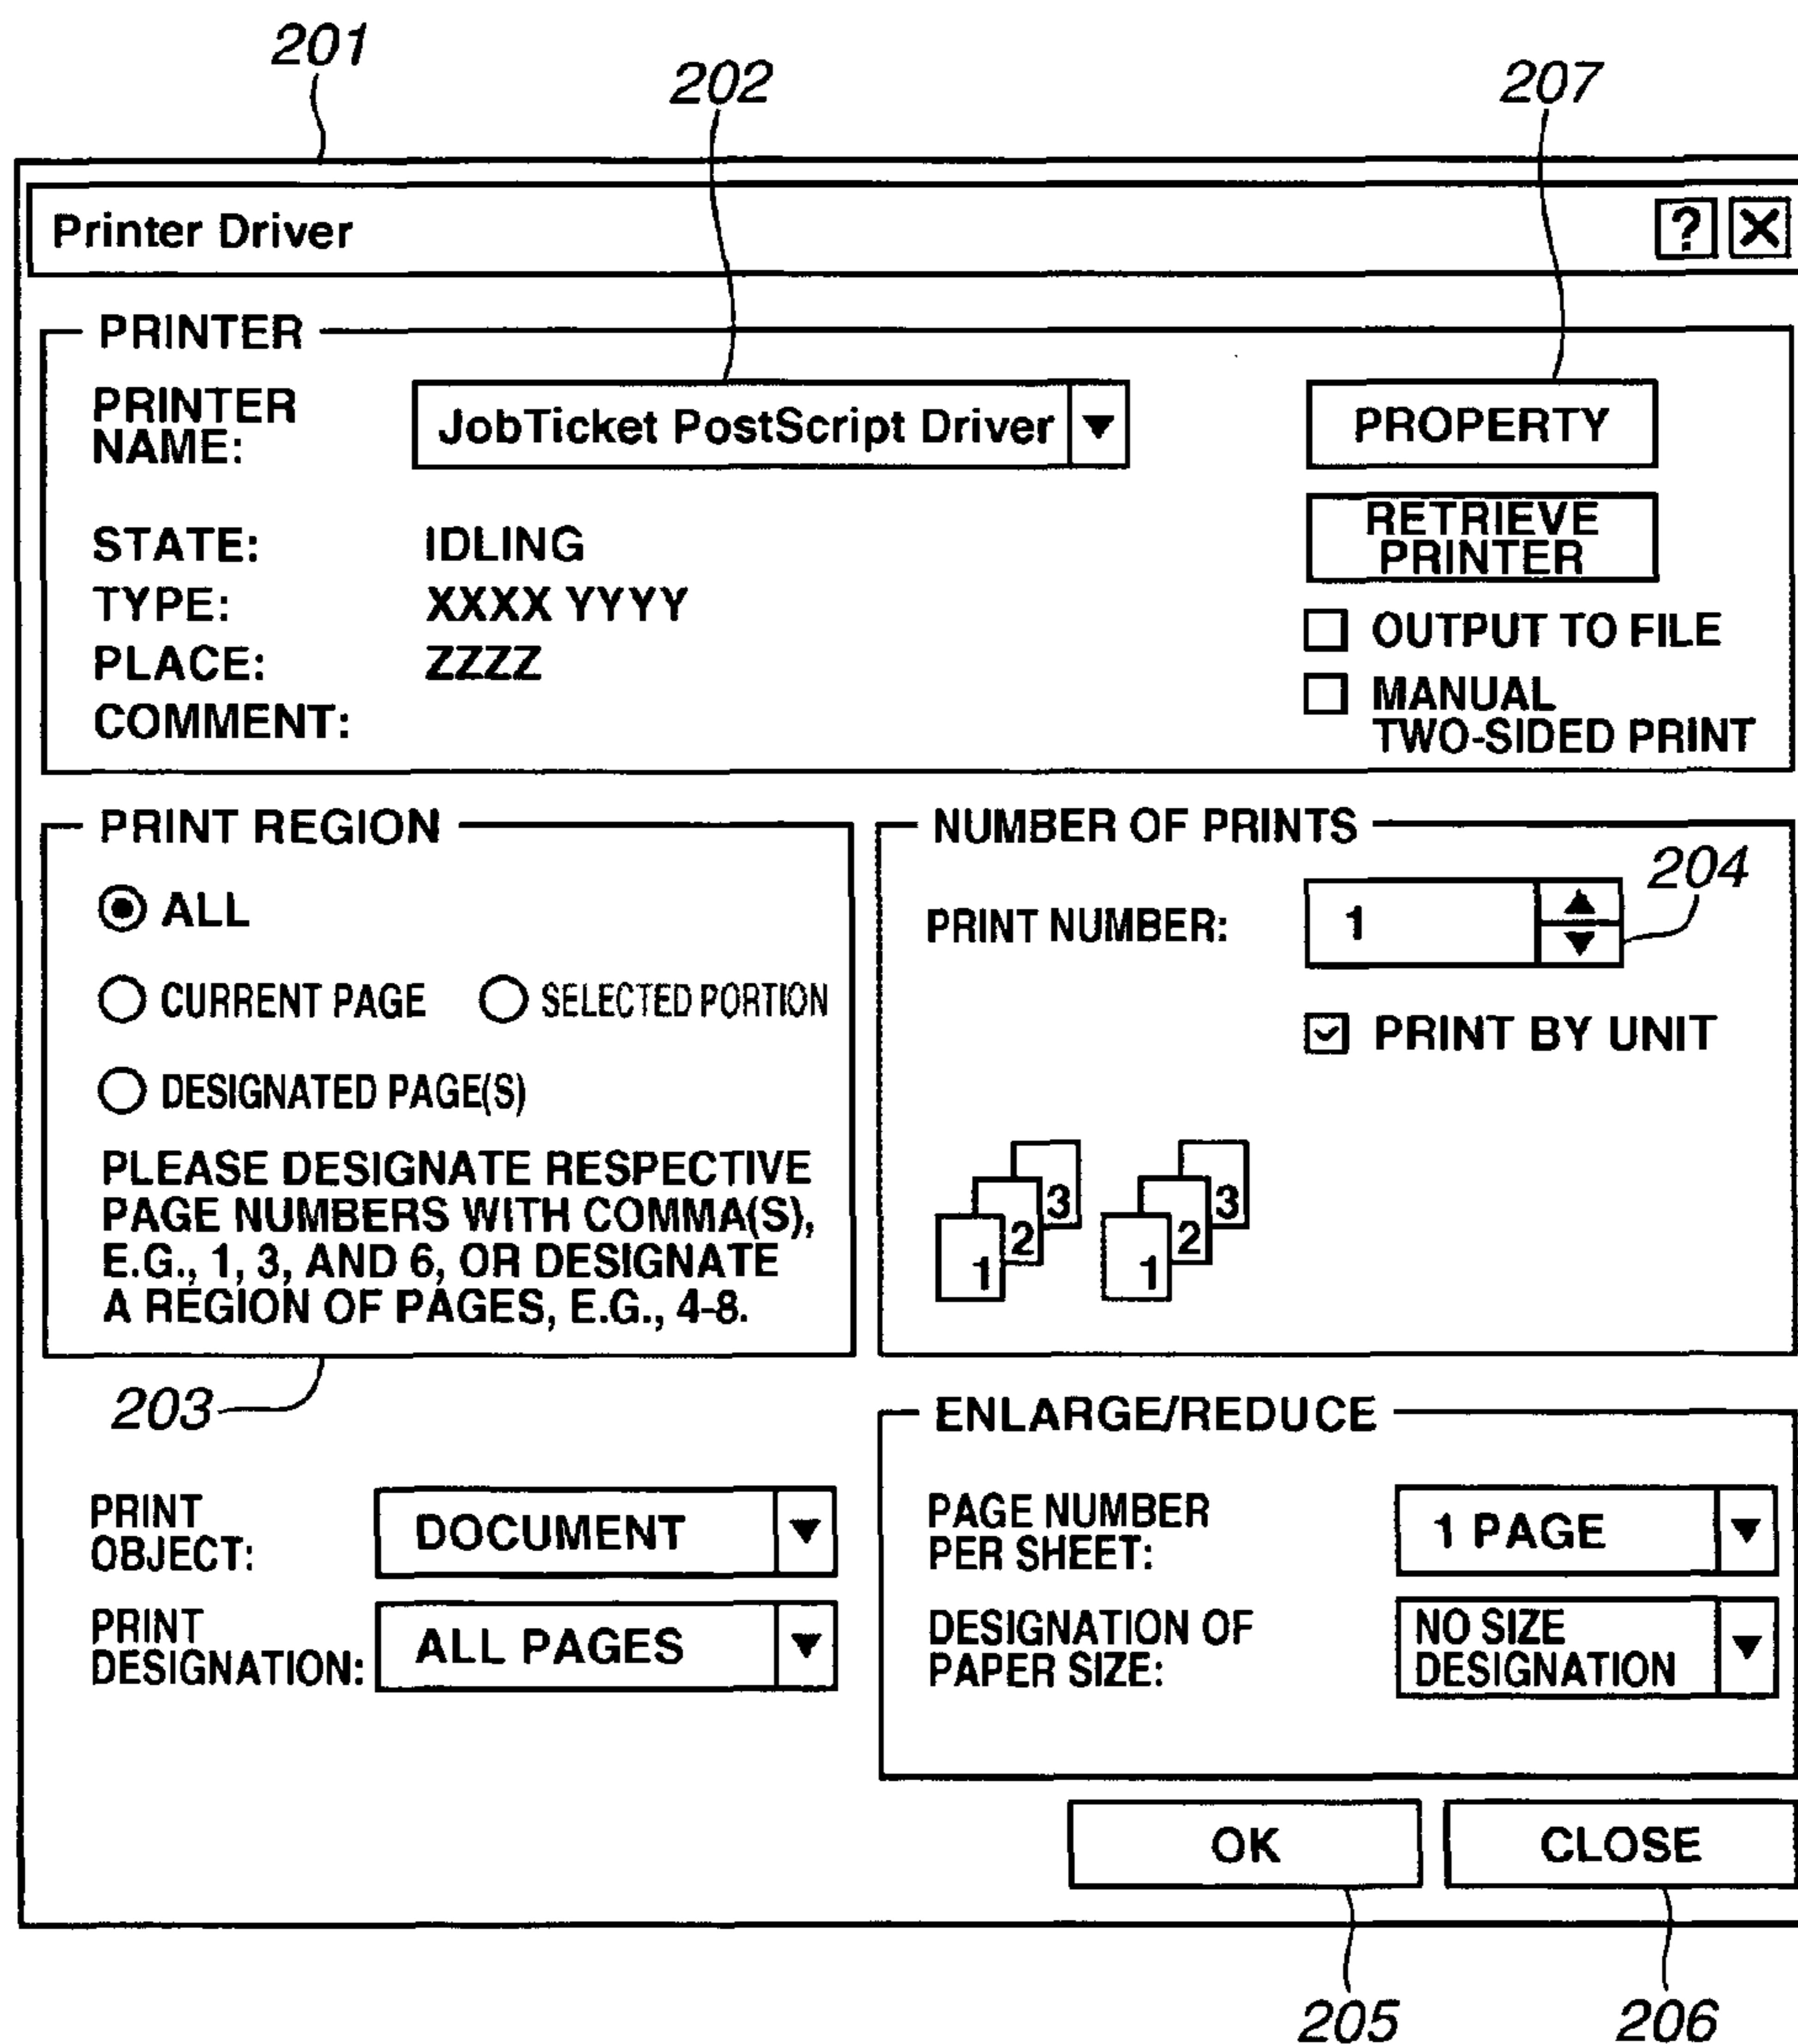 201
202
207
Printer Driver
?
PRINTER
PRINTER
NAME:
JobTicket PostScript Driver
PROPERTY
RETRIEVE
PRINTER
STATE:
IDLING
TYPE:
XXXX YYYY
PLACE:
ZZZZ
COMMENT:
OUTPUT TO FILE
MANUAL
TWO-SIDED PRINT
PRINT REGION
ALL
CURRENT PAGE
SELECTED PORTION
DESIGNATED PAGE(S)
PLEASE DESIGNATE RESPECTIVE
PAGE NUMBERS WITH COMMA(S),
E.G., 1, 3, AND 6, OR DESIGNATE
A REGION OF PAGES, E.G., 4-8.
203
NUMBER OF PRINTS
204
PRINT NUMBER:
1
PRINT BY UNIT
1 2 3
1 2 3
PRINT
OBJECT:
DOCUMENT
PRINT
DESIGNATION:
ALL PAGES
ENLARGE/REDUCE
PAGE NUMBER
PER SHEET:
1 PAGE
DESIGNATION OF
PAPER SIZE:
NO SIZE
DESIGNATION
OK
CLOSE
205
206